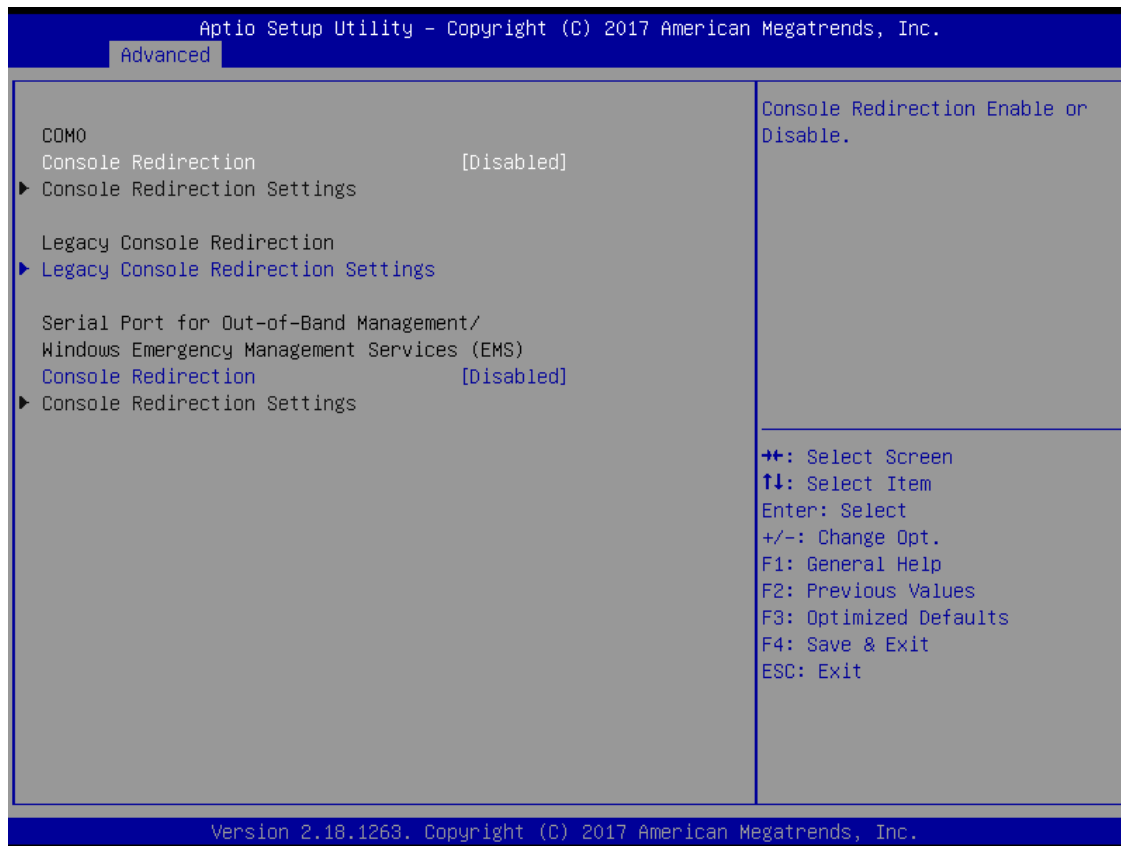 Aptio Setup Utility – Copyright (C) 2017 American Megatrends, Inc.
Advanced
COM0
Console Redirection [Disabled]
▶ Console Redirection Settings
Legacy Console Redirection
▶ Legacy Console Redirection Settings
Serial Port for Out-of-Band Management/
Windows Emergency Management Services (EMS)
Console Redirection [Disabled]
▶ Console Redirection Settings
Console Redirection Enable or
Disable.
→←: Select Screen
↑↓: Select Item
Enter: Select
+/-: Change Opt.
F1: General Help
F2: Previous Values
F3: Optimized Defaults
F4: Save & Exit
ESC: Exit
Version 2.18.1263. Copyright (C) 2017 American Megatrends, Inc.